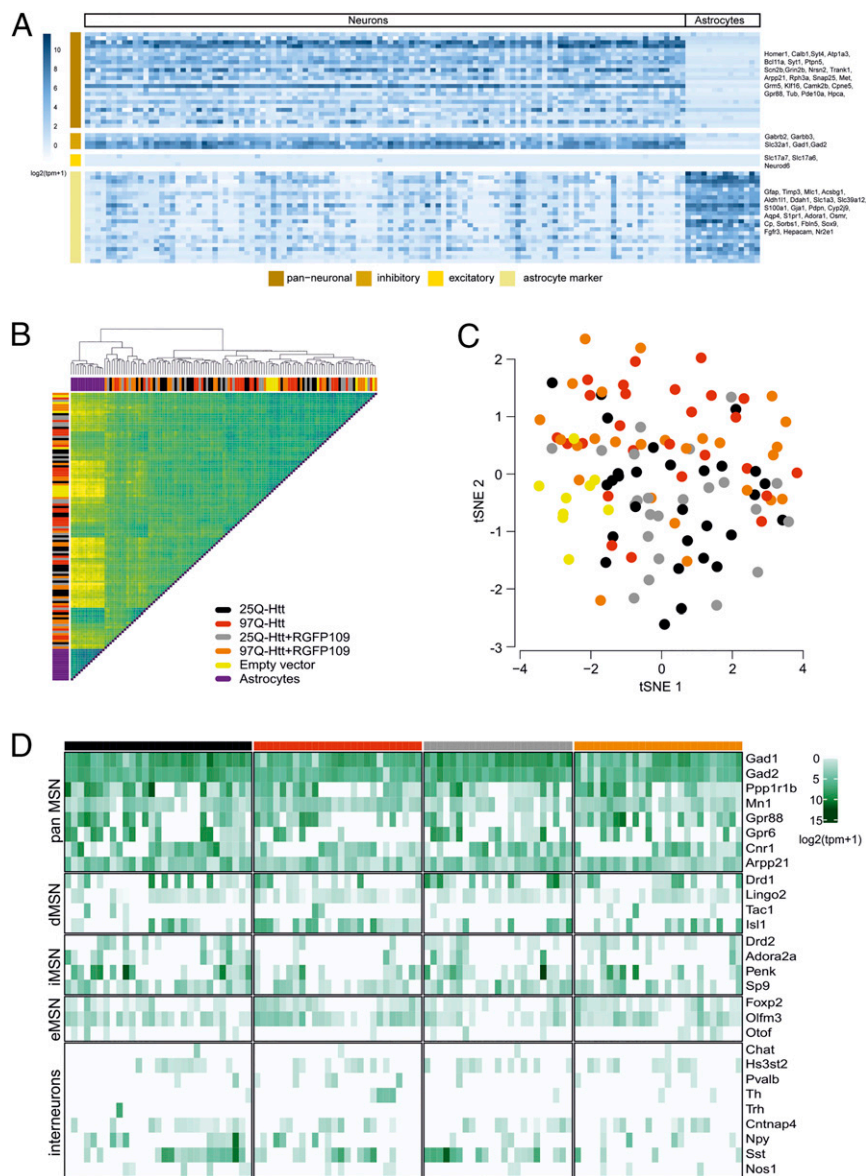 A
Neurons
Astrocytes
10
8
6
4
2
0
log2(tpm+1)
Homer1, Calb1,Syt4, Atp1a3,
Bcl11a, Syt1, Ptpn5,
Scn2b,Grin2b, Nrsn2, Trank1,
Arpp21, Rph3a, Snap25, Met,
Grm5, Klf16, Camk2b, Cpne5,
Gpr88, Tub, Pde10a, Hpca,
Gabrb2, Garbb3,
Slc32a1, Gad1,Gad2
Slc17a7, Slc17a6,
Neurod6
Gfap, Timp3, Mlc1, Acsbg1,
Aldh1l1, Ddah1, Slc1a3, Slc39a12,
S100a1, Gja1, Pdpn, Cyp2j9,
Aqp4, S1pr1, Adora1, Osmr,
Cp, Sorbs1, Fbln5, Sox9,
Fgfr3, Hepacam, Nr2e1
pan−neuronal
inhibitory
excitatory
astrocyte marker
B
25Q-Htt
97Q-Htt
25Q-Htt+RGFP109
97Q-Htt+RGFP109
Empty vector
Astrocytes
C
tSNE 2
2
1
0
−1
−2
−3
−4
−2
0
2
4
tSNE 1
D
pan MSN
Gad1
Gad2
Ppp1r1b
Mn1
Gpr88
Gpr6
Cnr1
Arpp21
dMSN
Drd1
Lingo2
Tac1
Isl1
iMSN
Drd2
Adora2a
Penk
Sp9
eMSN
Foxp2
Olfm3
Otof
interneurons
Chat
Hs3st2
Pvalb
Th
Trh
Cntnap4
Npy
Sst
Nos1
0
5
10
15
log2(tpm+1)